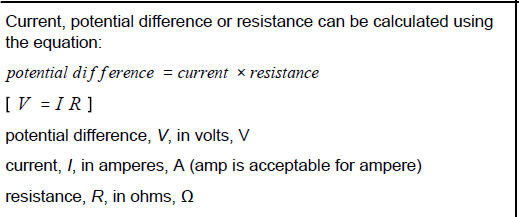 Current, potential difference or resistance can be calculated using
the equation:
potential difference = current × resistance
[ V = I R ]
potential difference, V, in volts, V
current, I, in amperes, A (amp is acceptable for ampere)
resistance, R, in ohms, Ω